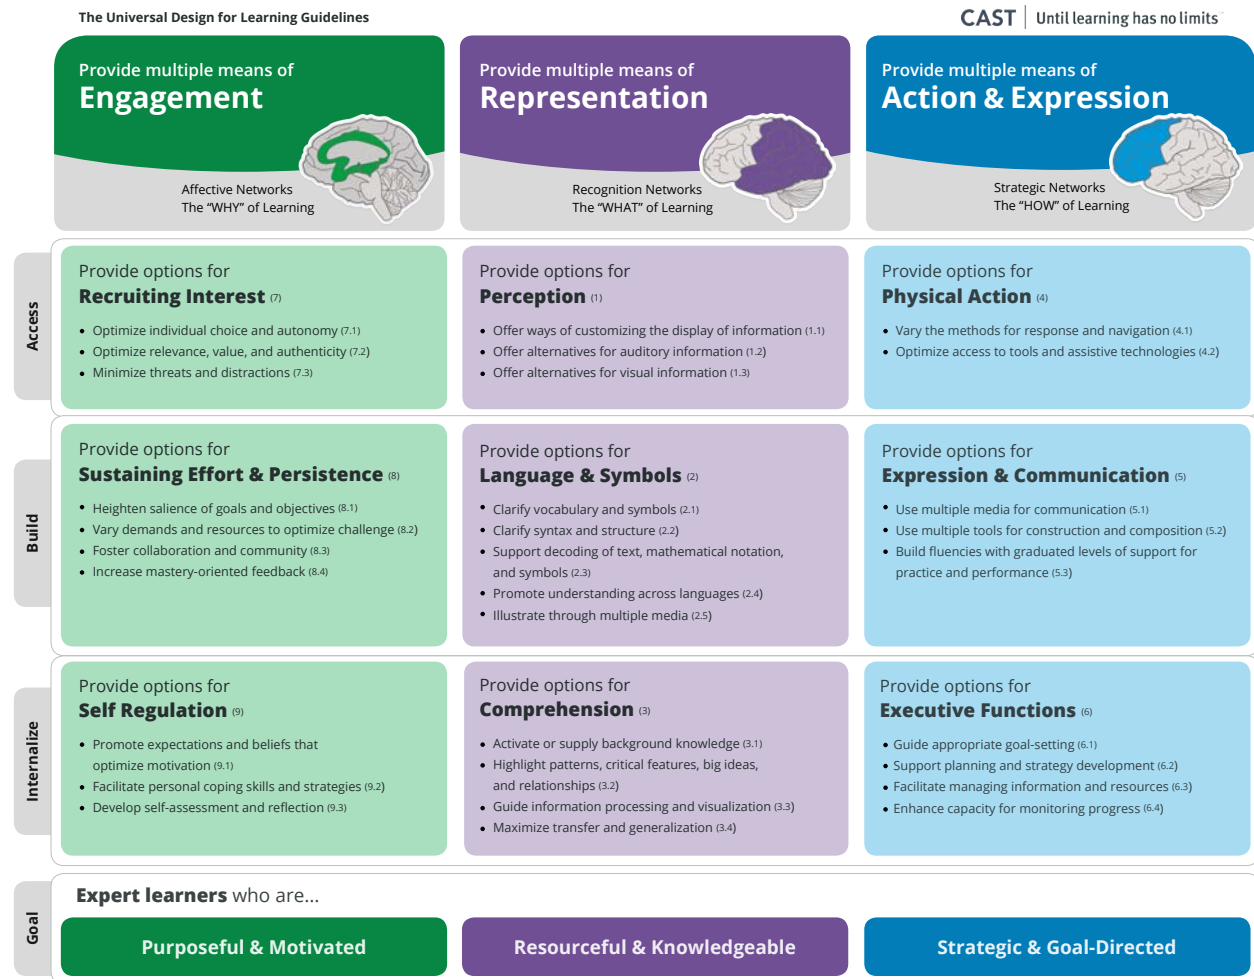 The Universal Design for Learning Guidelines
CAST | Until learning has no limits
Provide multiple means of
Engagement
Affective Networks
The “WHY” of Learning
Provide multiple means of
Representation
Recognition Networks
The “WHAT” of Learning
Provide multiple means of
Action & Expression
Strategic Networks
The “HOW” of Learning
Access
Provide options for
Recruiting Interest (7)
• Optimize individual choice and autonomy (7.1)
• Optimize relevance, value, and authenticity (7.2)
• Minimize threats and distractions (7.3)
Provide options for
Perception (1)
• Offer ways of customizing the display of information (1.1)
• Offer alternatives for auditory information (1.2)
• Offer alternatives for visual information (1.3)
Provide options for
Physical Action (4)
• Vary the methods for response and navigation (4.1)
• Optimize access to tools and assistive technologies (4.2)
Build
Provide options for
Sustaining Effort & Persistence (8)
• Heighten salience of goals and objectives (8.1)
• Vary demands and resources to optimize challenge (8.2)
• Foster collaboration and community (8.3)
• Increase mastery-oriented feedback (8.4)
Provide options for
Language & Symbols (2)
• Clarify vocabulary and symbols (2.1)
• Clarify syntax and structure (2.2)
• Support decoding of text, mathematical notation,
and symbols (2.3)
• Promote understanding across languages (2.4)
• Illustrate through multiple media (2.5)
Provide options for
Expression & Communication (5)
• Use multiple media for communication (5.1)
• Use multiple tools for construction and composition (5.2)
• Build fluencies with graduated levels of support for
practice and performance (5.3)
Internalize
Provide options for
Self Regulation (9)
• Promote expectations and beliefs that
optimize motivation (9.1)
• Facilitate personal coping skills and strategies (9.2)
• Develop self-assessment and reflection (9.3)
Provide options for
Comprehension (3)
• Activate or supply background knowledge (3.1)
• Highlight patterns, critical features, big ideas,
and relationships (3.2)
• Guide information processing and visualization (3.3)
• Maximize transfer and generalization (3.4)
Provide options for
Executive Functions (6)
• Guide appropriate goal-setting (6.1)
• Support planning and strategy development (6.2)
• Facilitate managing information and resources (6.3)
• Enhance capacity for monitoring progress (6.4)
Goal
Expert learners who are...
Purposeful & Motivated
Resourceful & Knowledgeable
Strategic & Goal-Directed